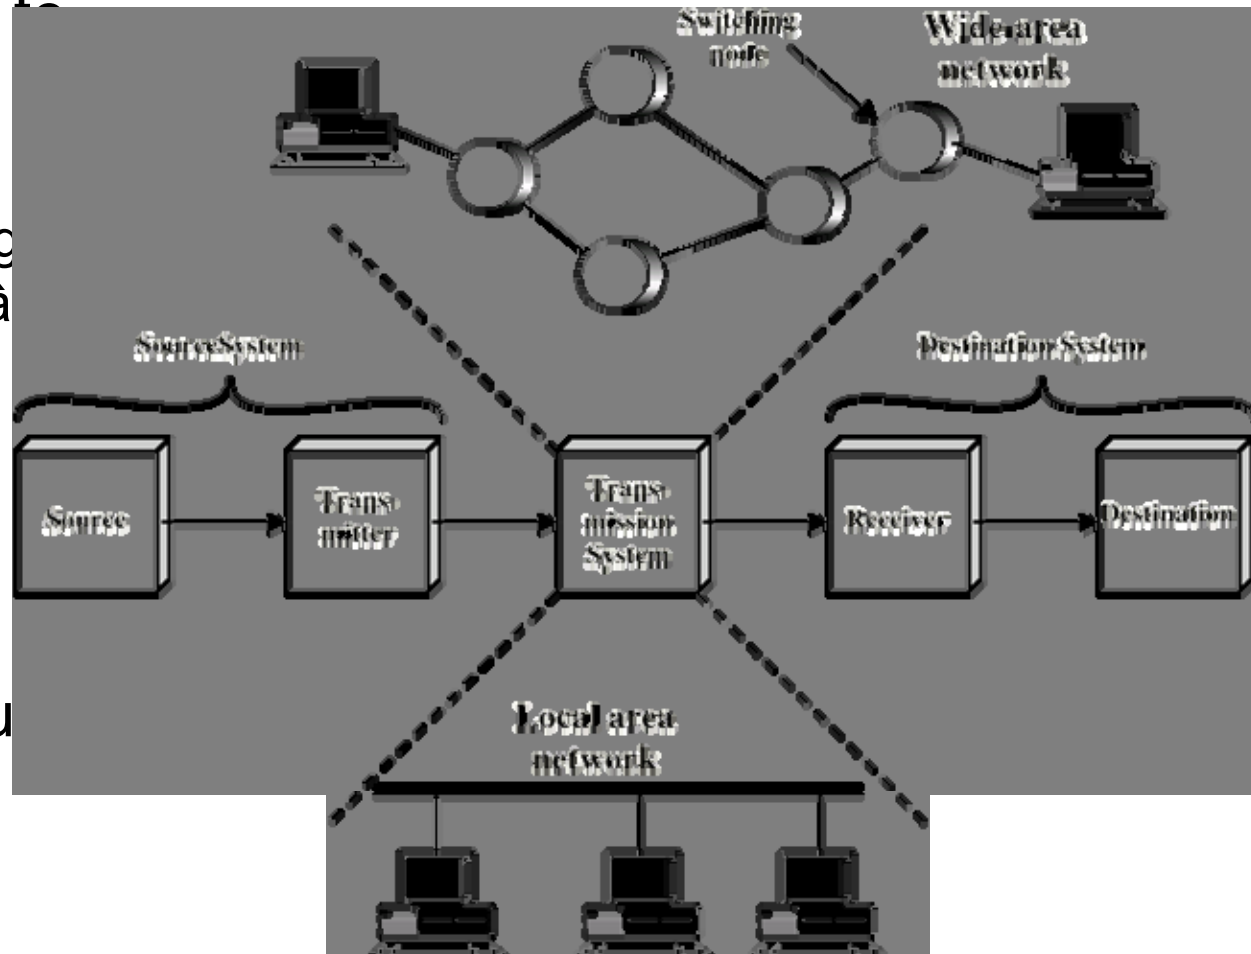 Switching
node
Wide-area
network
g
â
Source System
Destination System
Source
Trans-
mitter
Trans-
mission
System
Receiver
Destination
u
Local area
network